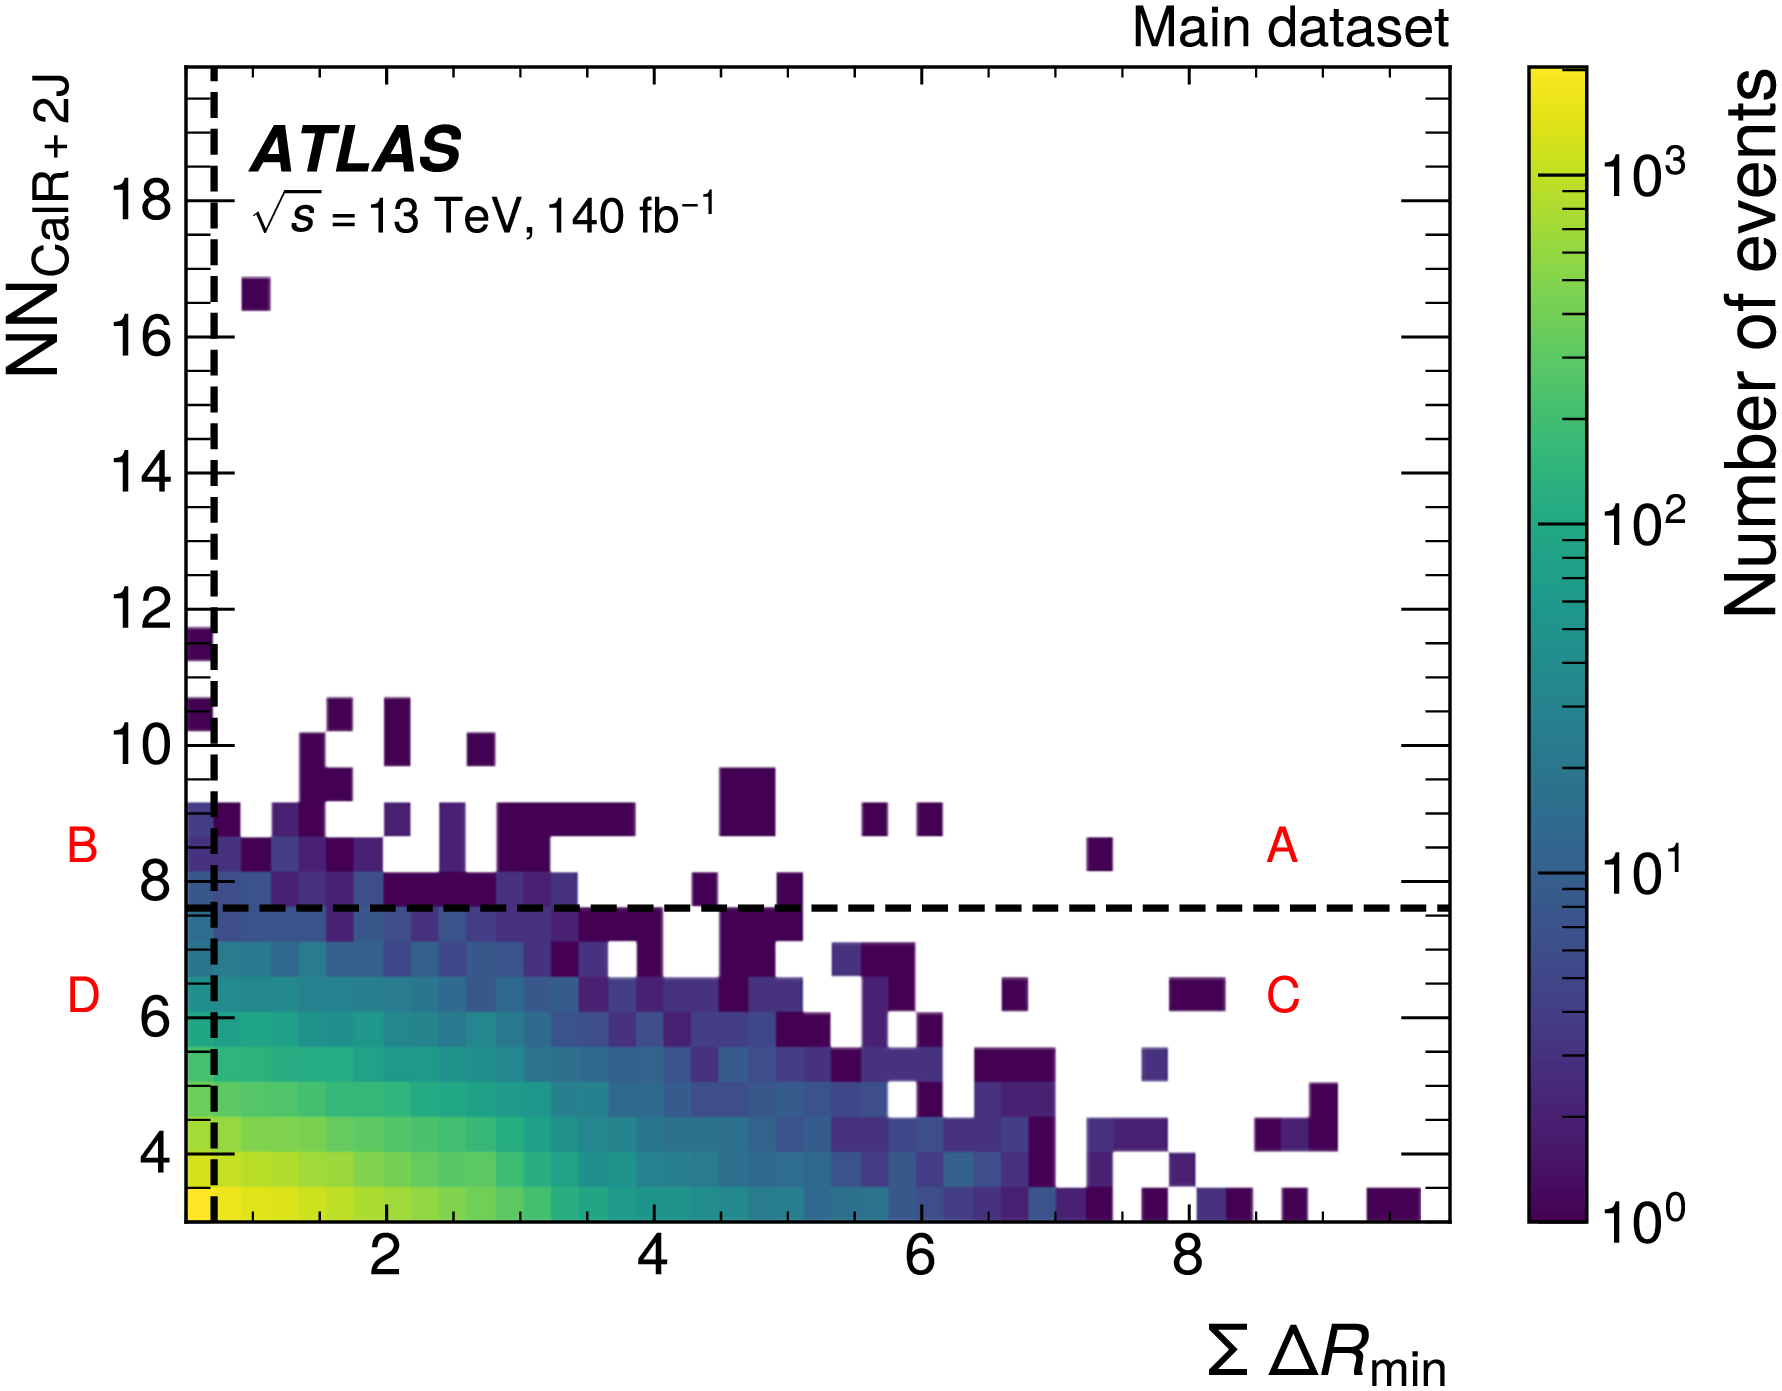 Main dataset
NN_CalR + 2J
ATLAS
√s = 13 TeV, 140 fb⁻¹
18
16
14
12
10
8
6
4
B
A
D
C
2
4
6
8
Σ ΔR_min
10³
10²
10¹
10⁰
Number of events